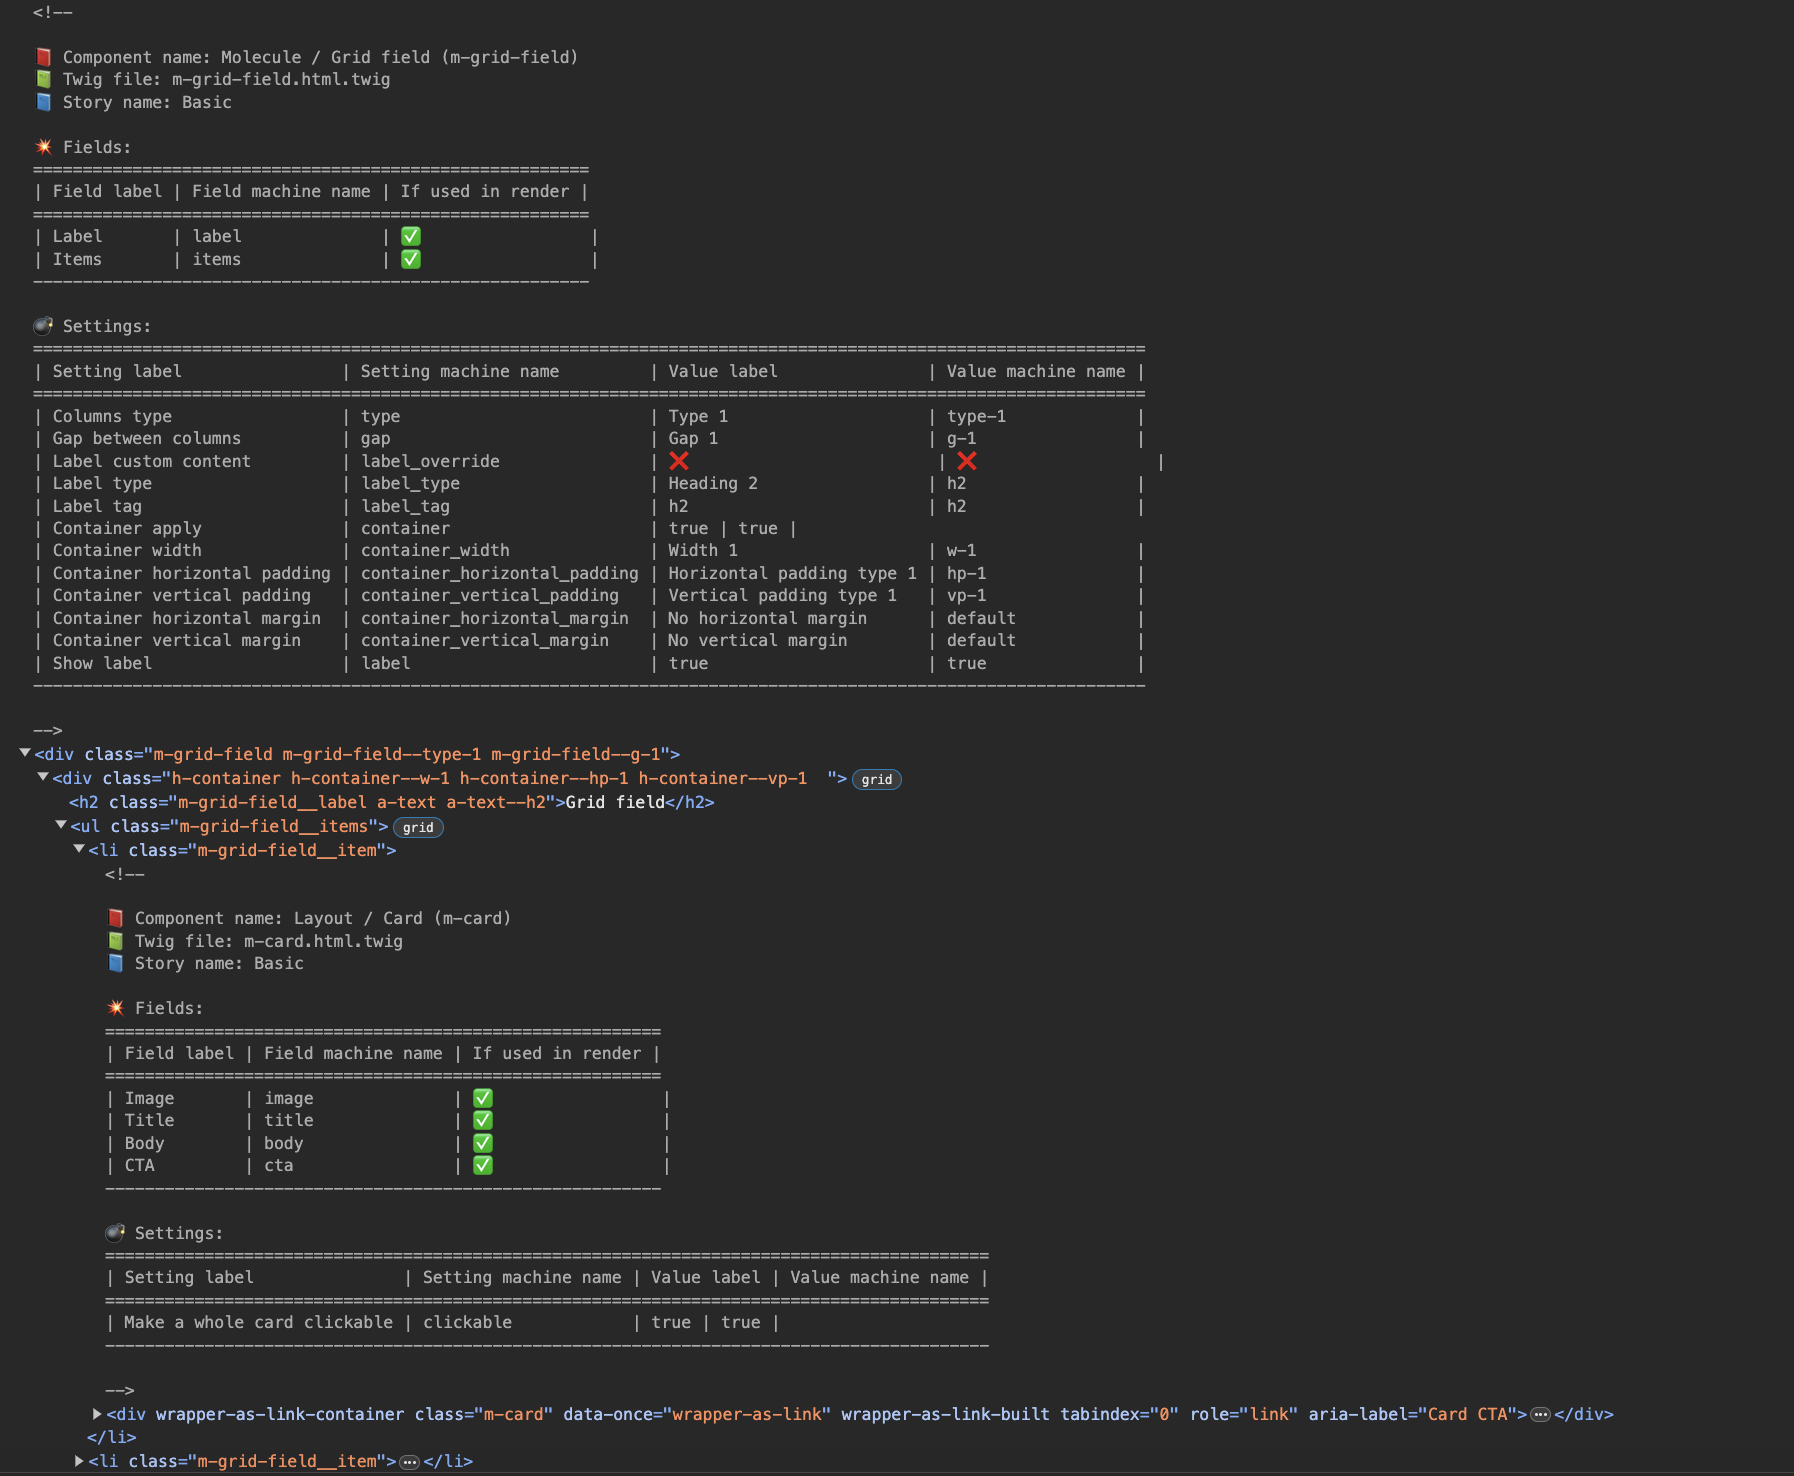 <!--
📕 Component name: Molecule / Grid field (m-grid-field)
📗 Twig file: m-grid-field.html.twig
📘 Story name: Basic
💥 Fields:
========================================================
| Field label | Field machine name | If used in render |
========================================================
| Label       | label              | ✅                 |
| Items       | items              | ✅                 |
--------------------------------------------------------
💣 Settings:
================================================================================================================
| Setting label                | Setting machine name         | Value label               | Value machine name |
================================================================================================================
| Columns type                 | type                         | Type 1                    | type-1             |
| Gap between columns          | gap                          | Gap 1                     | g-1                |
| Label custom content         | label_override               | ❌                         | ❌                  |
| Label type                   | label_type                   | Heading 2                 | h2                 |
| Label tag                    | label_tag                    | h2                        | h2                 |
| Container apply              | container                    | true | true |
| Container width              | container_width              | Width 1                   | w-1                |
| Container horizontal padding | container_horizontal_padding | Horizontal padding type 1 | hp-1               |
| Container vertical padding   | container_vertical_padding   | Vertical padding type 1   | vp-1               |
| Container horizontal margin  | container_horizontal_margin  | No horizontal margin      | default            |
| Container vertical margin    | container_vertical_margin    | No vertical margin        | default            |
| Show label                   | label                        | true                      | true               |
----------------------------------------------------------------------------------------------------------------
-->
▼<div class="m-grid-field m-grid-field--type-1 m-grid-field--g-1">
▼<div class="h-container h-container--w-1 h-container--hp-1 h-container--vp-1  "> grid
<h2 class="m-grid-field__label a-text a-text--h2">Grid field</h2>
▼<ul class="m-grid-field__items"> grid
▼<li class="m-grid-field__item">
<!--
📕 Component name: Layout / Card (m-card)
📗 Twig file: m-card.html.twig
📘 Story name: Basic
💥 Fields:
========================================================
| Field label | Field machine name | If used in render |
========================================================
| Image       | image              | ✅                 |
| Title       | title              | ✅                 |
| Body        | body               | ✅                 |
| CTA         | cta                | ✅                 |
--------------------------------------------------------
💣 Settings:
=========================================================================================
| Setting label               | Setting machine name | Value label | Value machine name |
=========================================================================================
| Make a whole card clickable | clickable            | true | true |
-----------------------------------------------------------------------------------------
-->
▶<div wrapper-as-link-container class="m-card" data-once="wrapper-as-link" wrapper-as-link-built tabindex="0" role="link" aria-label="Card CTA">…</div>
</li>
▶<li class="m-grid-field__item">…</li>